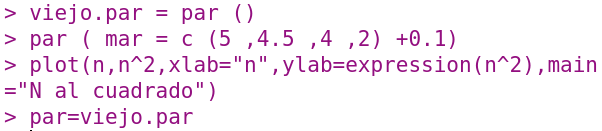 > viejo.par = par ()
> par ( mar = c (5 ,4.5 ,4 ,2) +0.1)
> plot(n,n^2,xlab="n",ylab=expression(n^2),main
="N al cuadrado")
> par=viejo.par